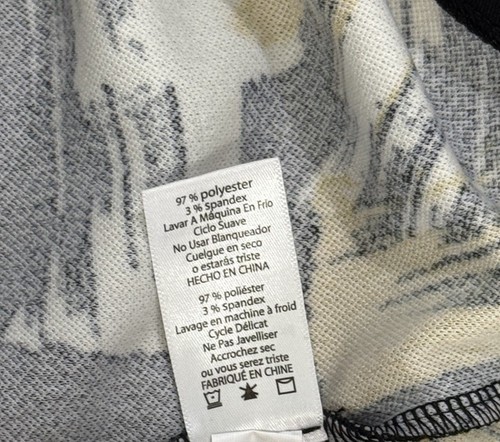 97 % polyester
3 % spandex
Lavar A Máquina En Frío
Ciclo Suave
No Usar Blanqueador
Cuelgue en seco
o estarás triste
HECHO EN CHINA
97 % poliéster
3 % spandex
Lavage en machine à froid
Cycle Délicat
Ne Pas Javelliser
Accrochez sec
ou vous serez triste
FABRIQUÉ EN CHINE